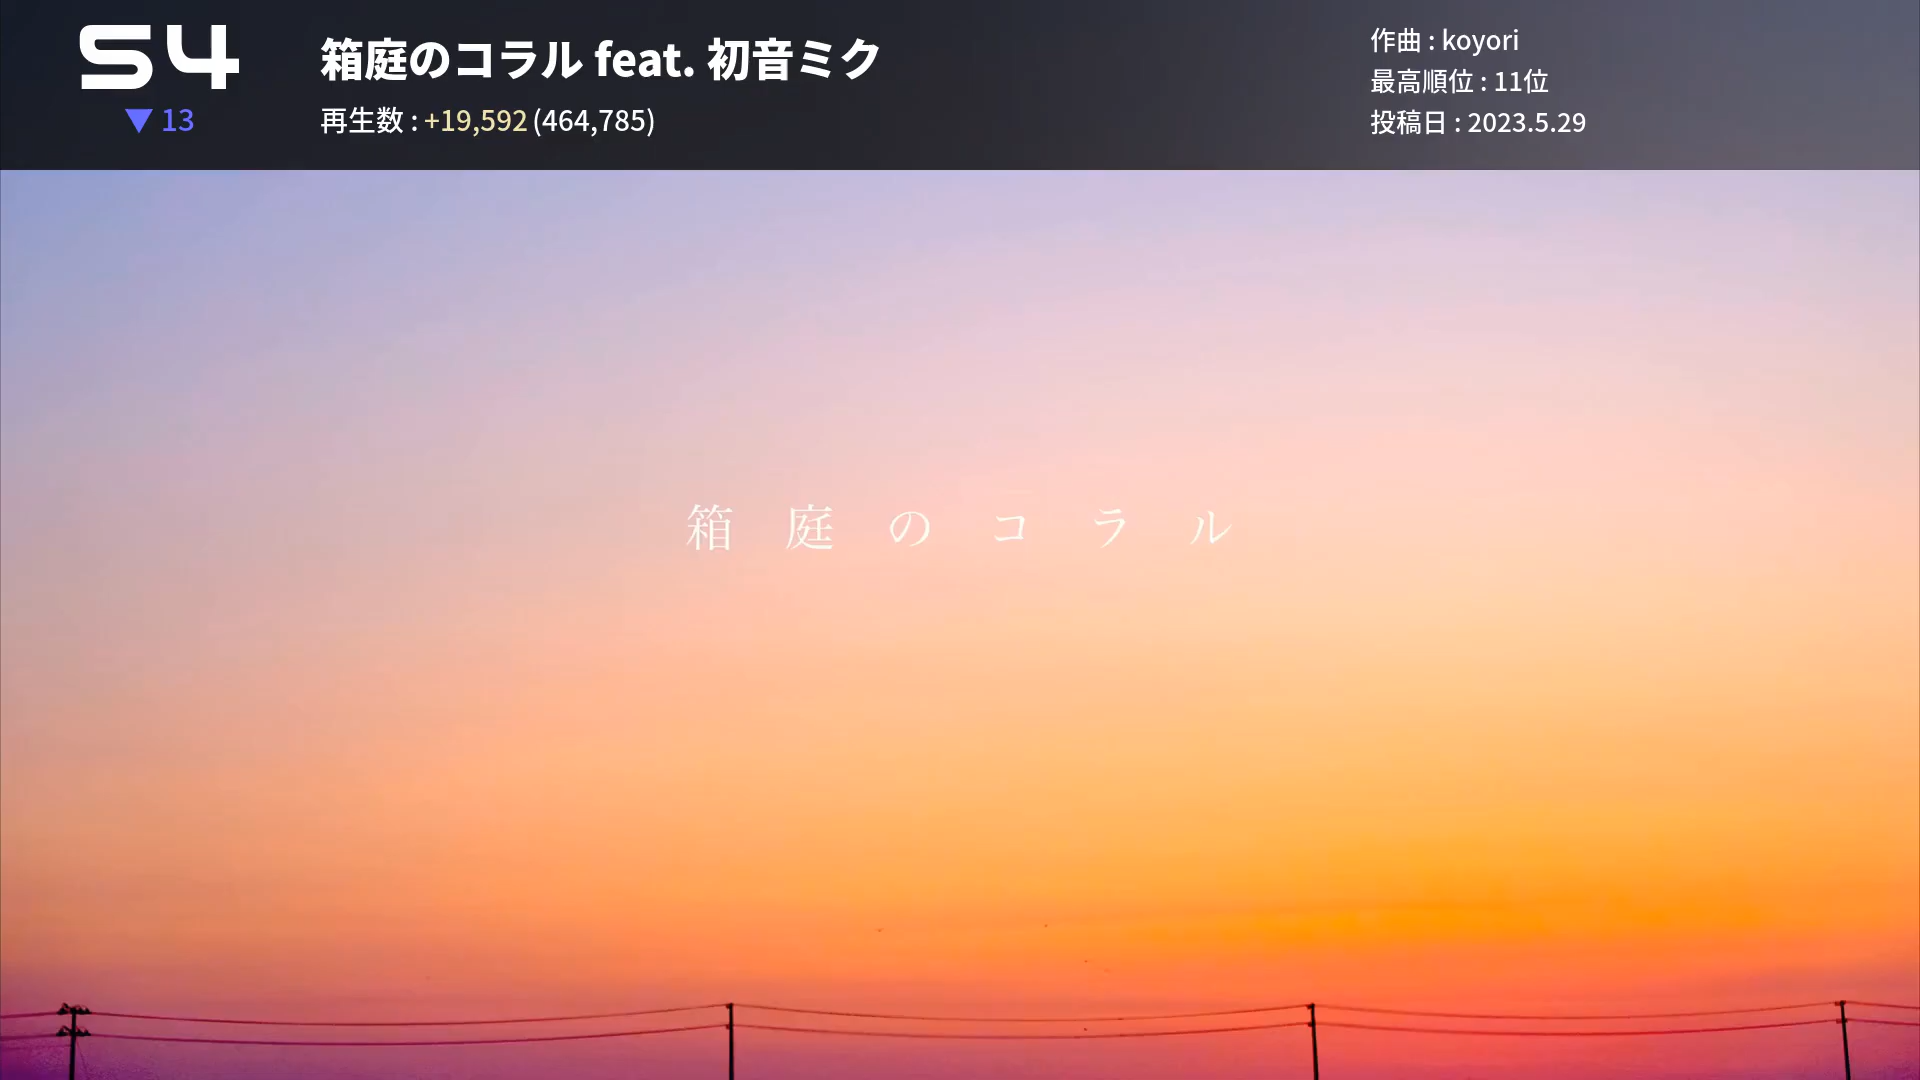 54
▼ 13
箱庭のコラル feat. 初音ミク
再生数 : +19,592 (464,785)
作曲 : koyori
最高順位 : 11位
投稿日 : 2023.5.29
箱庭のコラル